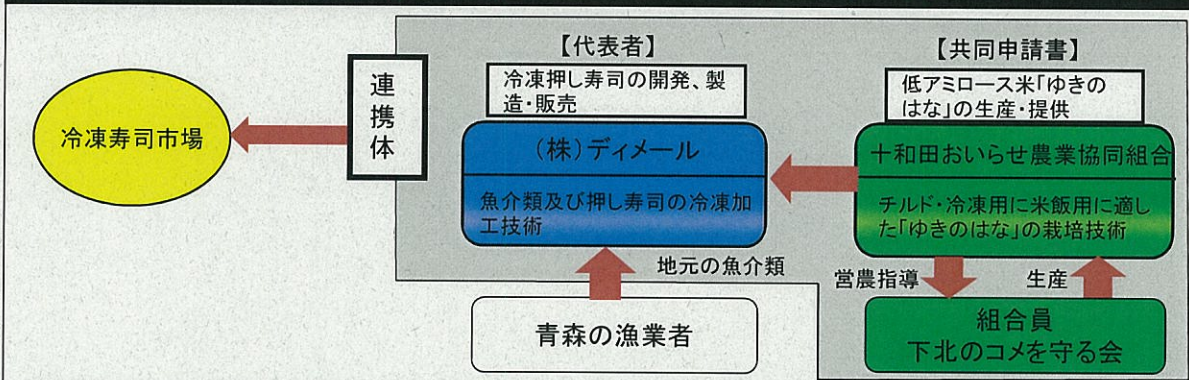 【代表者】
【共同申請書】
連携体
冷凍押し寿司の開発、製
造・販売
低アミロース米「ゆきの
はな」の生産・提供
冷凍寿司市場
(株)ディメール
十和田おいらせ農業協同組合
魚介類及び押し寿司の冷凍加
工技術
チルド・冷凍用に米飯用に適し
た「ゆきのはな」の栽培技術
地元の魚介類
営農指導
生産
青森の漁業者
組合員
下北のコメを守る会